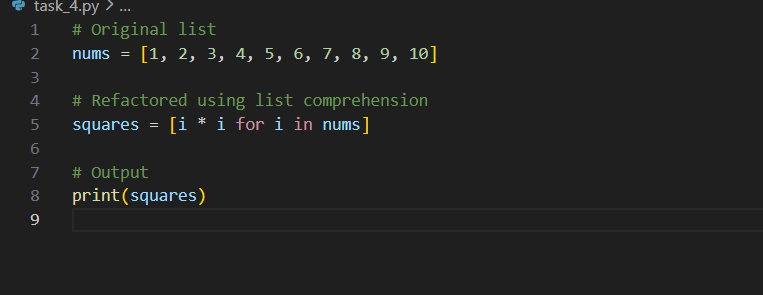 task_4.py > ...
1 # Original list
2 nums = [1, 2, 3, 4, 5, 6, 7, 8, 9, 10]
3
4 # Refactored using list comprehension
5 squares = [i * i for i in nums]
6
7 # Output
8 print(squares)
9